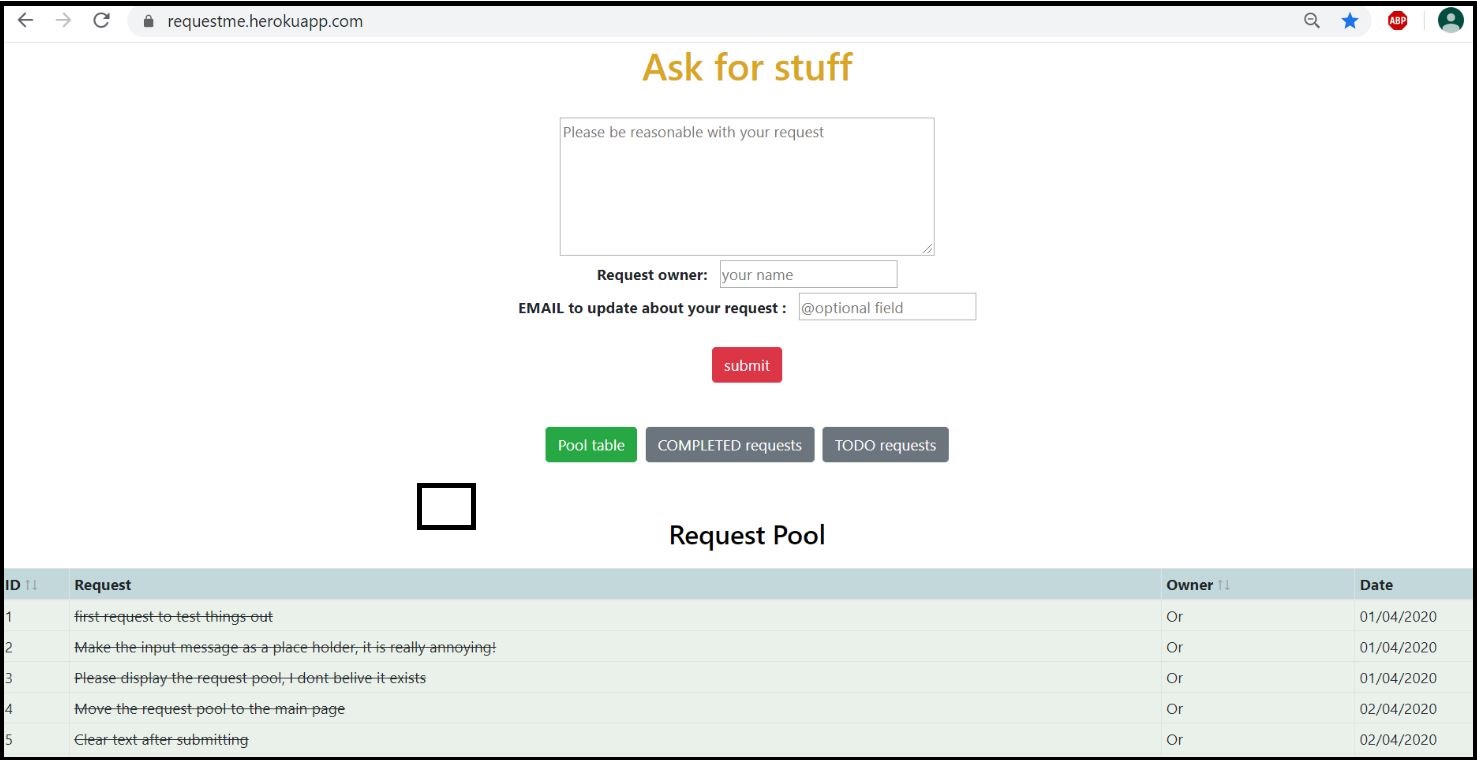 requestme.herokuapp.com
ABP
Ask for stuff
Please be reasonable with your request
Request owner: your name
EMAIL to update about your request : @optional field
submit
Pool table COMPLETED requests TODO requests
Request Pool
ID Request Owner Date
1 first request to test things out Or 01/04/2020
2 Make the input message as a place holder, it is really annoying! Or 01/04/2020
3 Please display the request pool, I dont belive it exists Or 01/04/2020
4 Move the request pool to the main page Or 02/04/2020
5 Clear text after submitting Or 02/04/2020